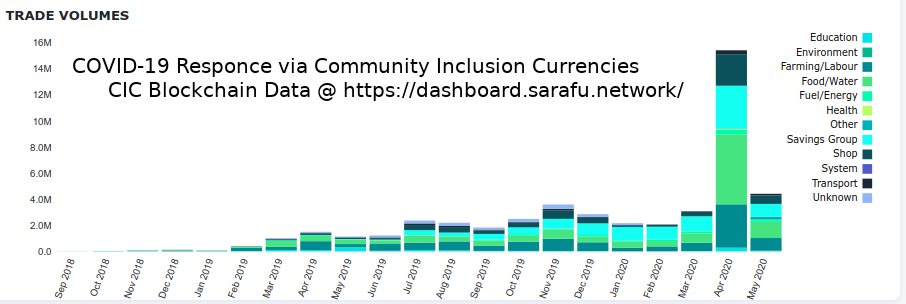 TRADE VOLUMES
COVID-19 Responce via Community Inclusion Currencies
CIC Blockchain Data @ https://dashboard.sarafu.network/
16M
14M
12M
10M
8.0M
6.0M
4.0M
2.0M
0.0
Education
Environment
Farming/Labour
Food/Water
Fuel/Energy
Health
Other
Savings Group
Shop
System
Transport
Unknown
Sep 2018
Oct 2018
Nov 2018
Dec 2018
Jan 2019
Feb 2019
Mar 2019
Apr 2019
May 2019
Jun 2019
Jul 2019
Aug 2019
Sep 2019
Oct 2019
Nov 2019
Dec 2019
Jan 2020
Feb 2020
Mar 2020
Apr 2020
May 2020